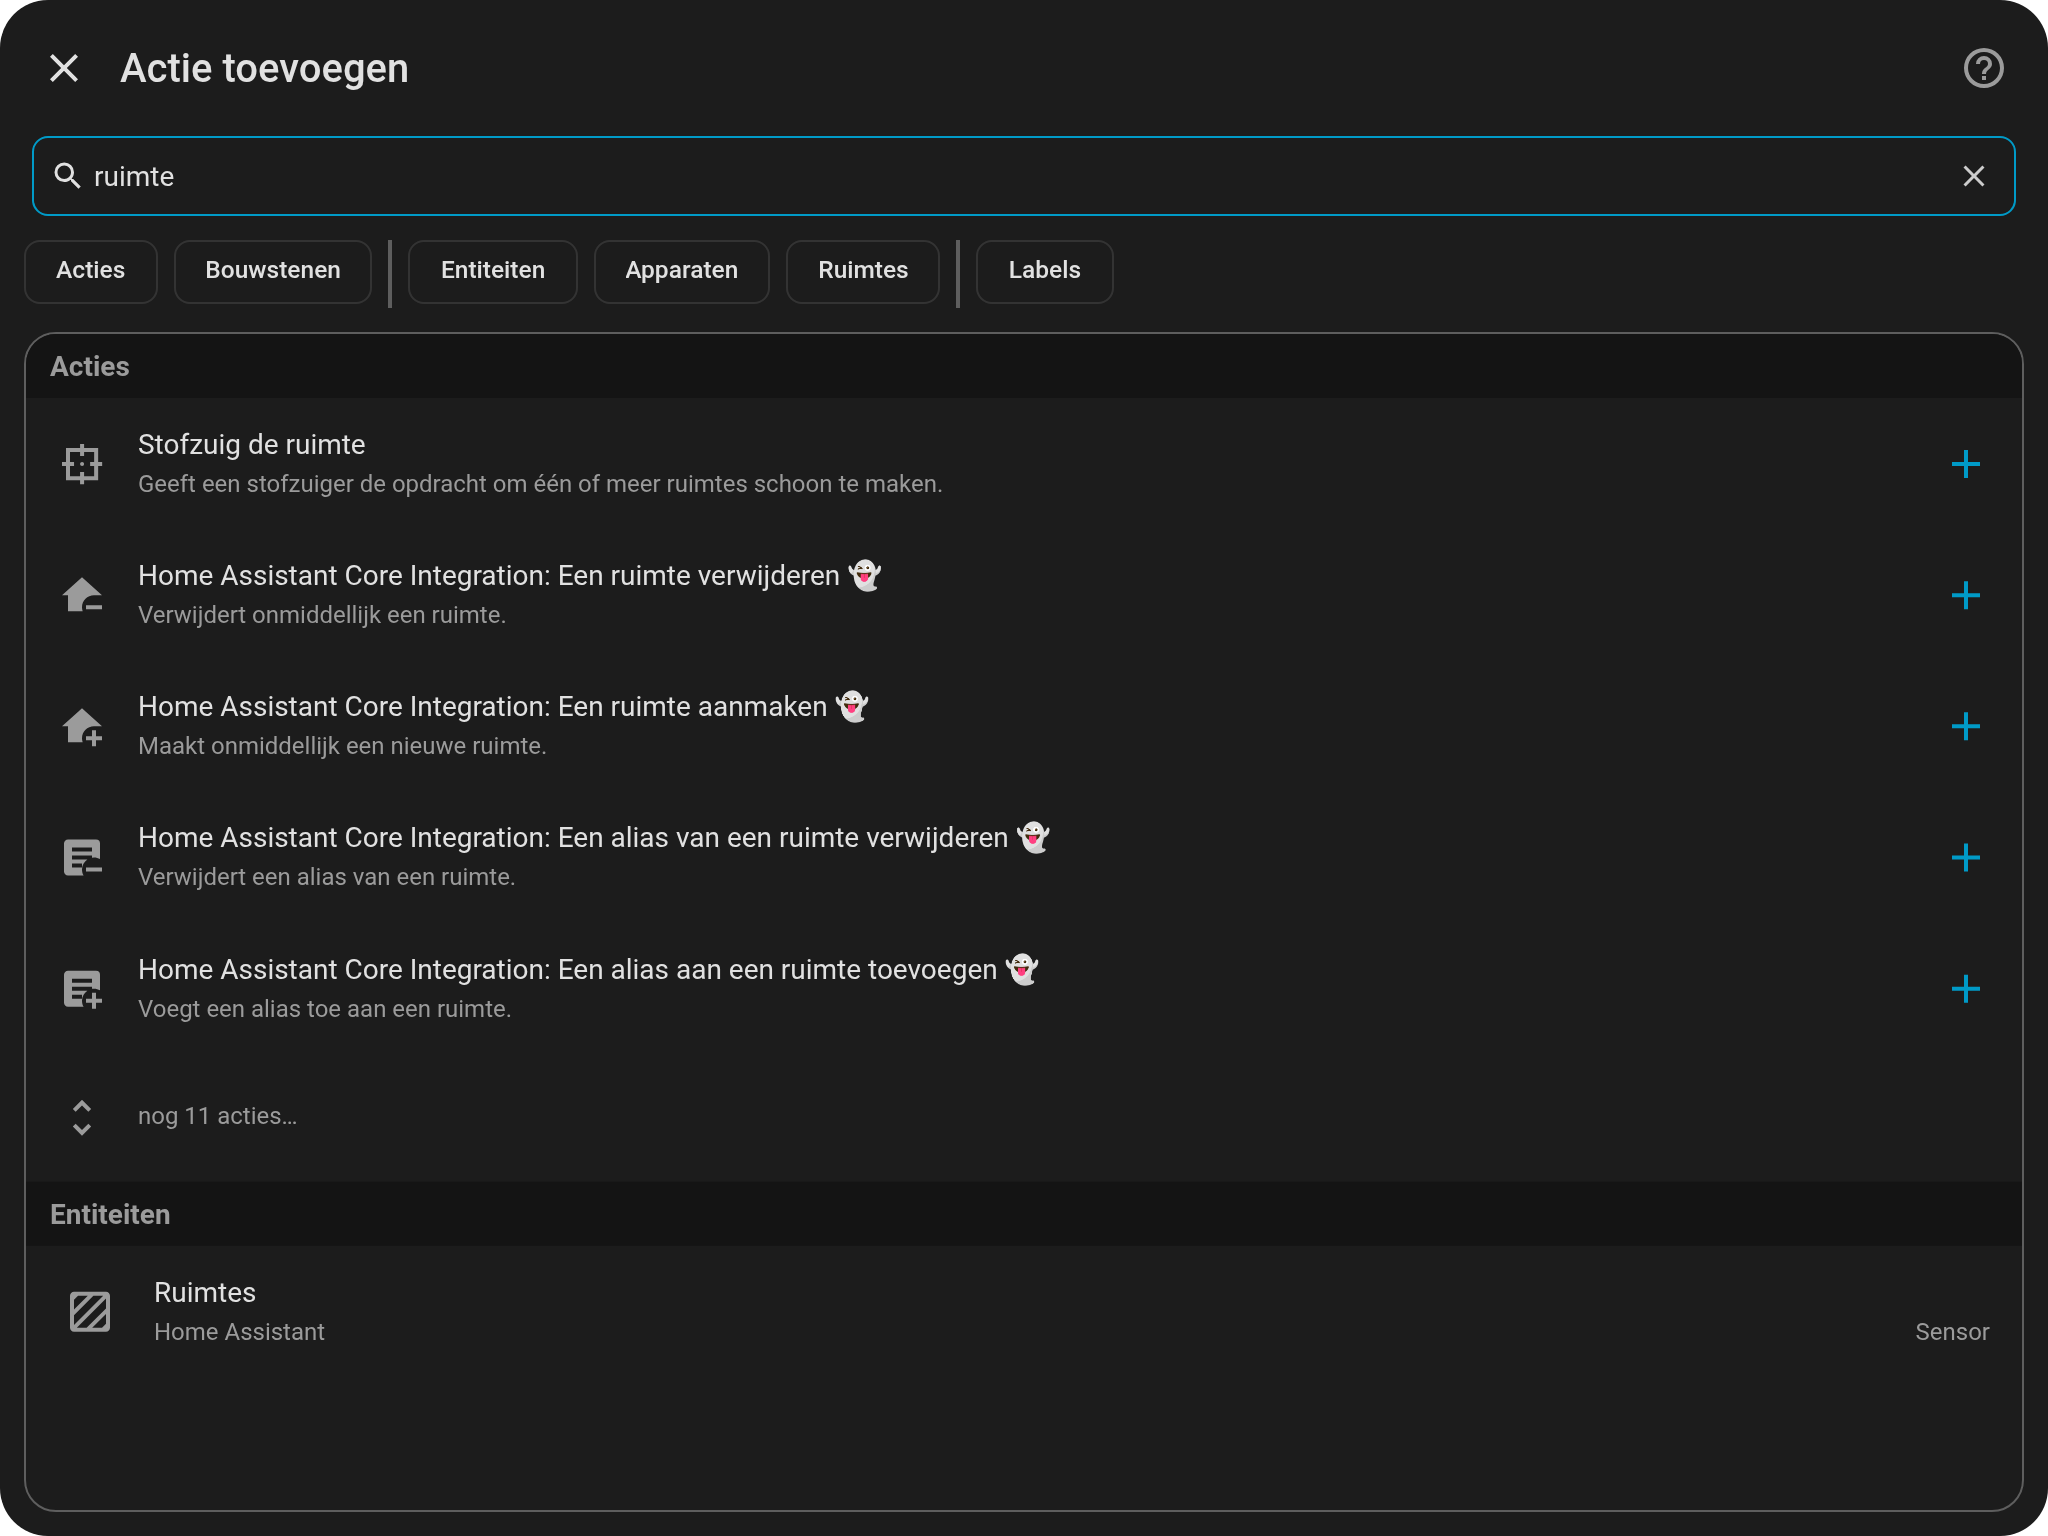 Actie toevoegen
ruimte
Acties Bouwstenen Entiteiten Apparaten Ruimtes Labels
Acties
Stofzuig de ruimte
Geeft een stofzuiger de opdracht om één of meer ruimtes schoon te maken.
Home Assistant Core Integration: Een ruimte verwijderen 👻
Verwijdert onmiddellijk een ruimte.
Home Assistant Core Integration: Een ruimte aanmaken 👻
Maakt onmiddellijk een nieuwe ruimte.
Home Assistant Core Integration: Een alias van een ruimte verwijderen 👻
Verwijdert een alias van een ruimte.
Home Assistant Core Integration: Een alias aan een ruimte toevoegen 👻
Voegt een alias toe aan een ruimte.
nog 11 acties…
Entiteiten
Ruimtes
Home Assistant Sensor